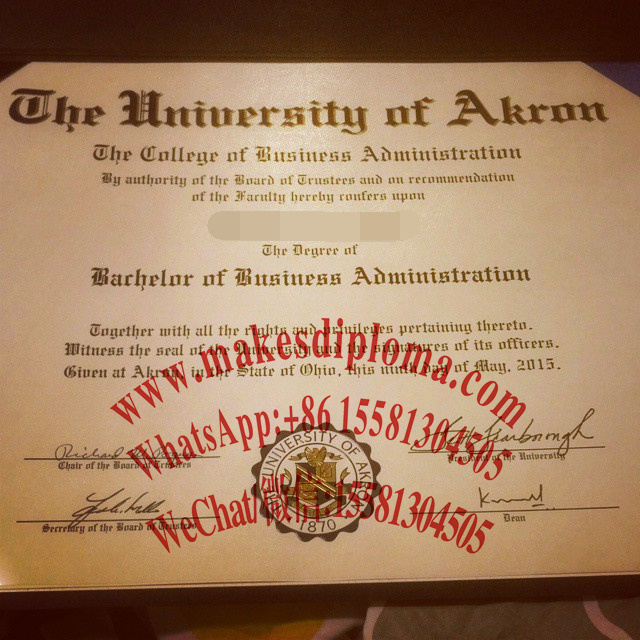 The University of Akron
The College of Business Administration
By authority of the Board of Trustees and on recommendation
of the Faculty hereby confers upon
The Degree of
Bachelor of Business Administration
Together with all the rights and privileges pertaining thereto.
Witness the seal of the University and the signatures of its officers.
Given at Akron, in the State of Ohio, this ninth day of May, 2015.
www.makesdiploma.com
WhatsApp:+86 15581304505
Chair of the Board of Trustees
President of the University
THE UNIVERSITY OF AKRON
1870
WeChat/
15581304505
Secretary of the Board of Trustees
Dean